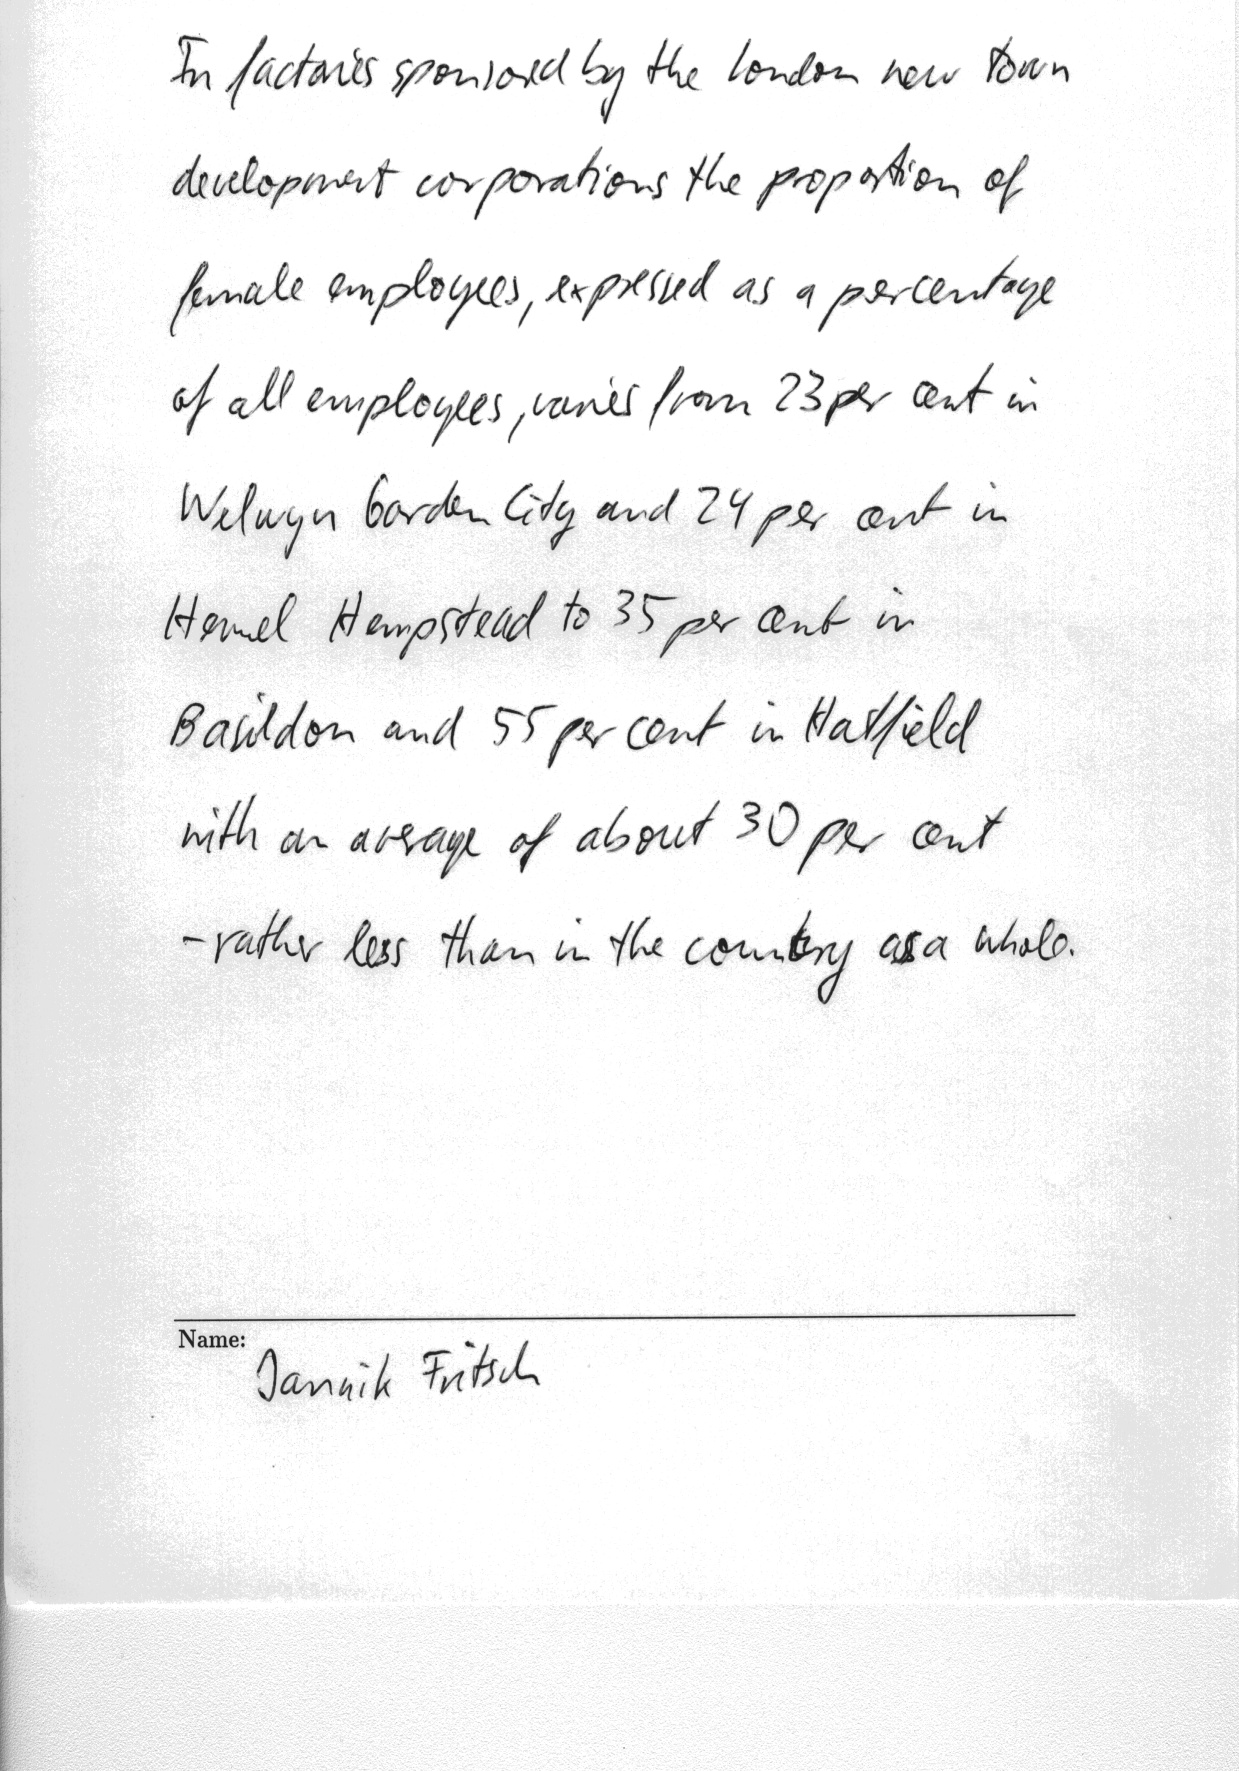 In factories sponsored by the London new town
development corporations the proportion of
female employees, expressed as a percentage
of all employees, varies from 23 per cent in
Welwyn Garden City and 24 per cent in
Hemel Hempstead to 35 per cent in
Basildon and 55 per cent in Hatfield
with an average of about 30 per cent
- rather less than in the country as a whole.
Name:
Jannik Fritsch